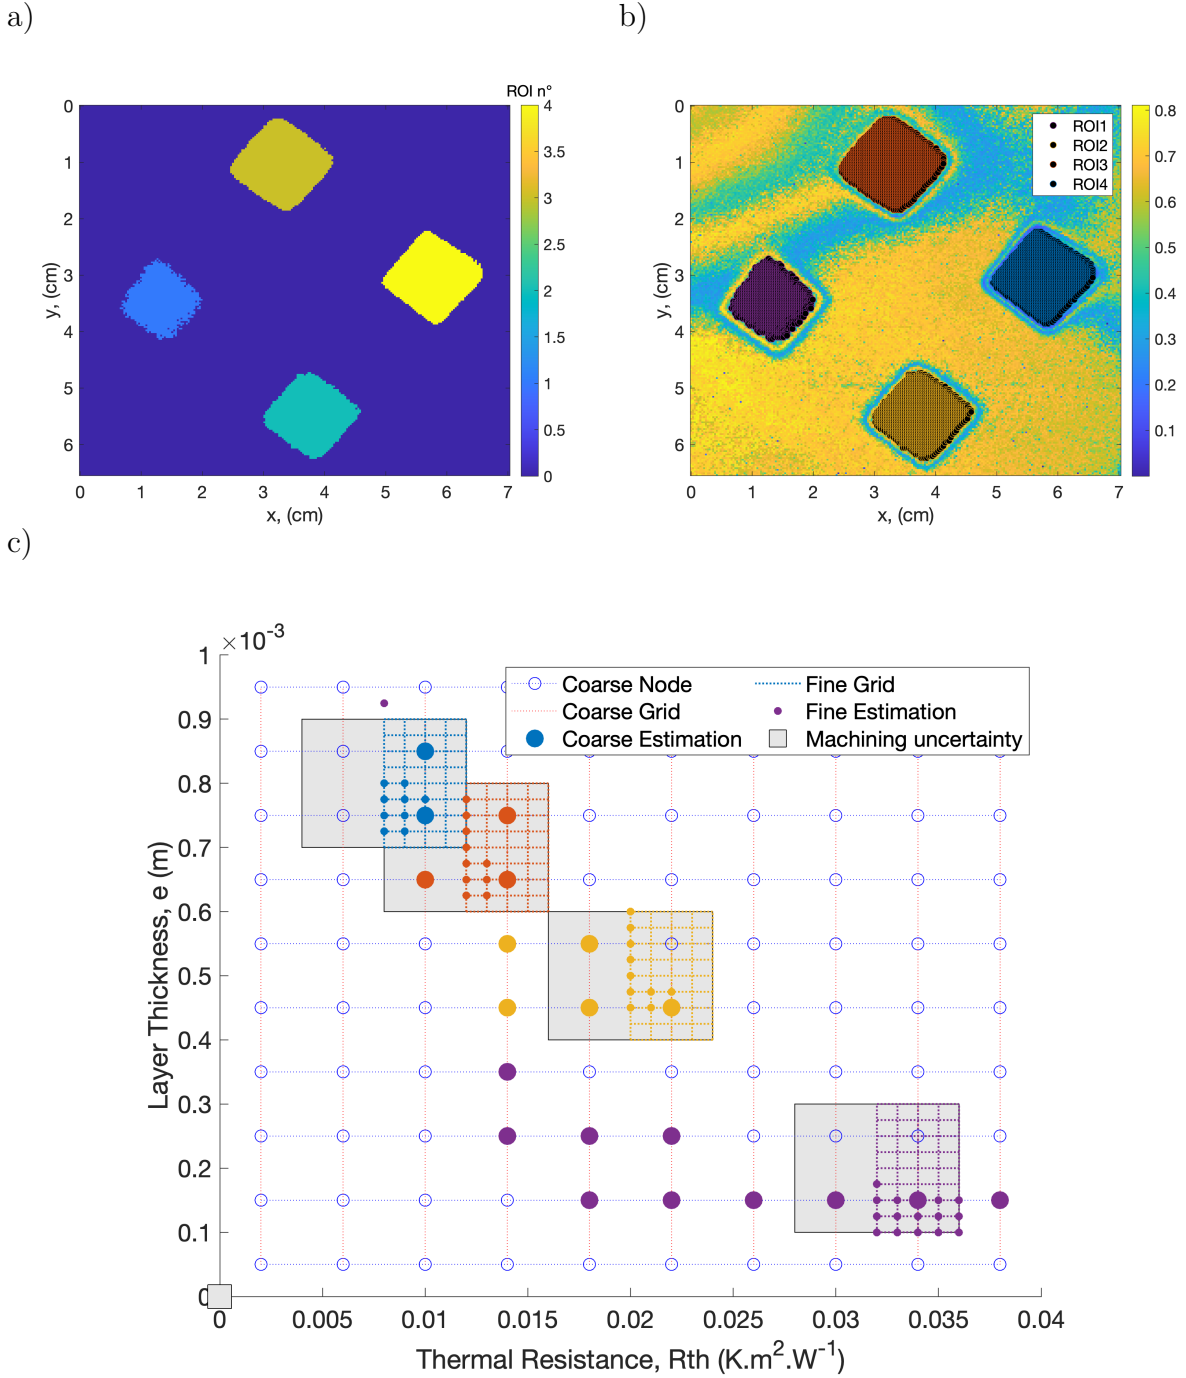 a)
b)
ROI n°
0
1
2
3
4
5
6
0 1 2 3 4 5 6 7
y, (cm)
x, (cm)
4
3.5
3
2.5
2
1.5
1
0.5
0
0
1
2
3
4
5
6
0 1 2 3 4 5 6 7
y, (cm)
x, (cm)
ROI1
ROI2
ROI3
ROI4
0.8
0.7
0.6
0.5
0.4
0.3
0.2
0.1
c)
×10⁻³
1
0.9
0.8
0.7
0.6
0.5
0.4
0.3
0.2
0.1
0
Layer Thickness, e (m)
Coarse Node
Coarse Grid
Coarse Estimation
Fine Grid
Fine Estimation
Machining uncertainty
0 0.005 0.01 0.015 0.02 0.025 0.03 0.035 0.04
Thermal Resistance, Rth (K.m².W⁻¹)